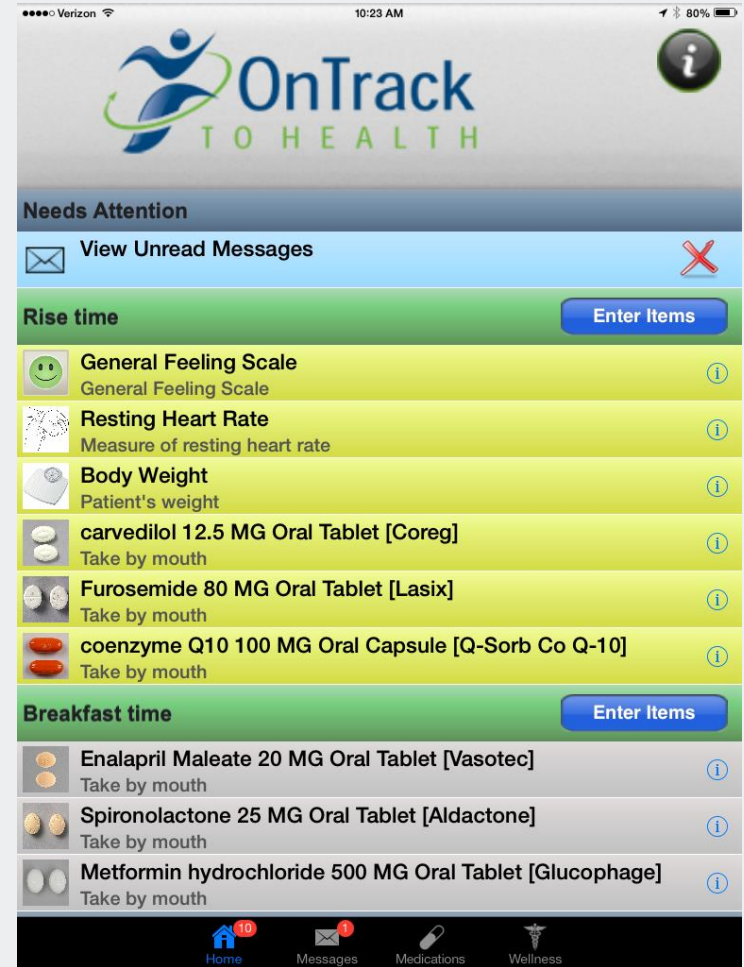 Verizon 10:23 AM 80%
OnTrack
TO HEALTH
Needs Attention
View Unread Messages
Rise time Enter Items
General Feeling Scale
General Feeling Scale
Resting Heart Rate
Measure of resting heart rate
Body Weight
Patient's weight
carvedilol 12.5 MG Oral Tablet [Coreg]
Take by mouth
Furosemide 80 MG Oral Tablet [Lasix]
Take by mouth
coenzyme Q10 100 MG Oral Capsule [Q-Sorb Co Q-10]
Take by mouth
Breakfast time Enter Items
Enalapril Maleate 20 MG Oral Tablet [Vasotec]
Take by mouth
Spironolactone 25 MG Oral Tablet [Aldactone]
Take by mouth
Metformin hydrochloride 500 MG Oral Tablet [Glucophage]
Take by mouth
10 1
Home Messages Medications Wellness